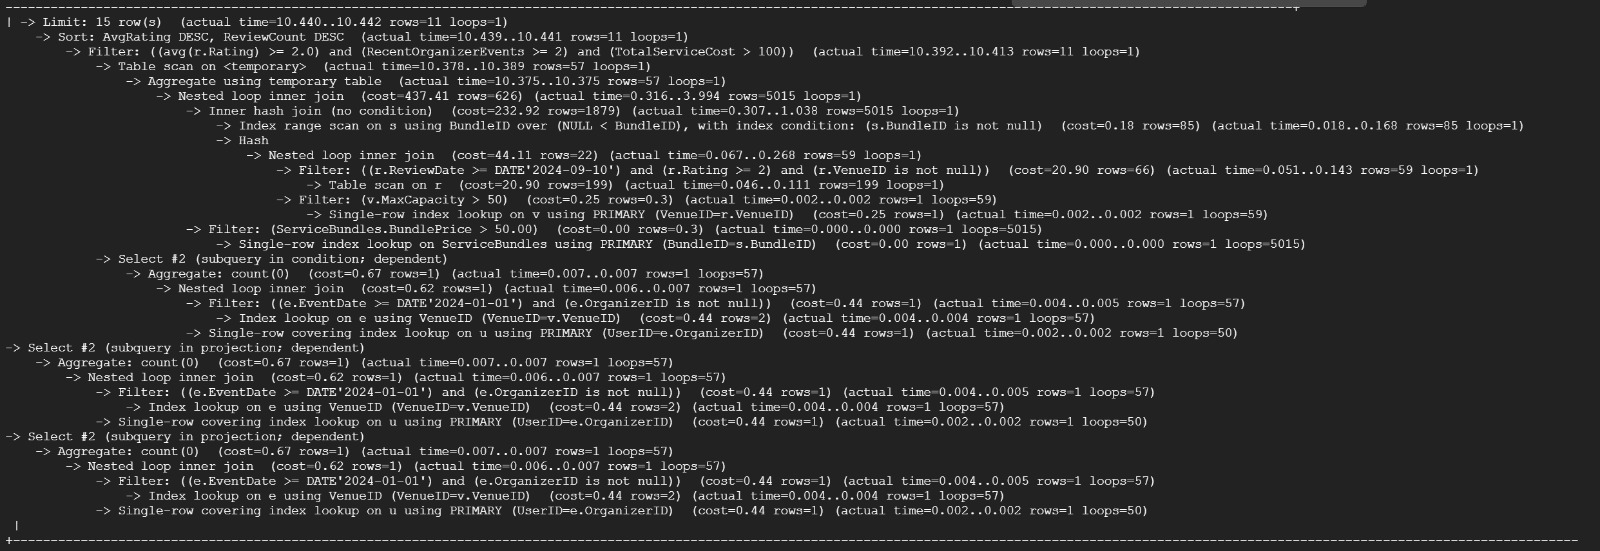 | -> Limit: 15 row(s)  (actual time=10.440..10.442 rows=11 loops=1)
    -> Sort: AvgRating DESC, ReviewCount DESC  (actual time=10.439..10.441 rows=11 loops=1)
        -> Filter: ((avg(r.Rating) >= 2.0) and (RecentOrganizerEvents >= 2) and (TotalServiceCost > 100))  (actual time=10.392..10.413 rows=11 loops=1)
            -> Table scan on <temporary>  (actual time=10.378..10.389 rows=57 loops=1)
                -> Aggregate using temporary table  (actual time=10.375..10.375 rows=57 loops=1)
                    -> Nested loop inner join  (cost=437.41 rows=626) (actual time=0.316..3.994 rows=5015 loops=1)
                        -> Inner hash join (no condition)  (cost=232.92 rows=1879) (actual time=0.307..1.038 rows=5015 loops=1)
                            -> Index range scan on s using BundleID over (NULL < BundleID), with index condition: (s.BundleID is not null)  (cost=0.18 rows=85) (actual time=0.018..0.168 rows=85 loops=1)
                            -> Hash
                                -> Nested loop inner join  (cost=44.11 rows=22) (actual time=0.067..0.268 rows=59 loops=1)
                                    -> Filter: ((r.ReviewDate >= DATE'2024-09-10') and (r.Rating >= 2) and (r.VenueID is not null))  (cost=20.90 rows=66) (actual time=0.051..0.143 rows=59 loops=1)
                                        -> Table scan on r  (cost=20.90 rows=199) (actual time=0.046..0.111 rows=199 loops=1)
                                    -> Filter: (v.MaxCapacity > 50)  (cost=0.25 rows=0.3) (actual time=0.002..0.002 rows=1 loops=59)
                                        -> Single-row index lookup on v using PRIMARY (VenueID=r.VenueID)  (cost=0.25 rows=1) (actual time=0.002..0.002 rows=1 loops=59)
                        -> Filter: (ServiceBundles.BundlePrice > 50.00)  (cost=0.00 rows=0.3) (actual time=0.000..0.000 rows=1 loops=5015)
                            -> Single-row index lookup on ServiceBundles using PRIMARY (BundleID=s.BundleID)  (cost=0.00 rows=1) (actual time=0.000..0.000 rows=1 loops=5015)
            -> Select #2 (subquery in condition; dependent)
                -> Aggregate: count(0)  (cost=0.67 rows=1) (actual time=0.007..0.007 rows=1 loops=57)
                    -> Nested loop inner join  (cost=0.62 rows=1) (actual time=0.006..0.007 rows=1 loops=57)
                        -> Filter: ((e.EventDate >= DATE'2024-01-01') and (e.OrganizerID is not null))  (cost=0.44 rows=1) (actual time=0.004..0.005 rows=1 loops=57)
                            -> Index lookup on e using VenueID (VenueID=v.VenueID)  (cost=0.44 rows=2) (actual time=0.004..0.004 rows=1 loops=57)
                        -> Single-row covering index lookup on u using PRIMARY (UserID=e.OrganizerID)  (cost=0.44 rows=1) (actual time=0.002..0.002 rows=1 loops=50)
-> Select #2 (subquery in projection; dependent)
    -> Aggregate: count(0)  (cost=0.67 rows=1) (actual time=0.007..0.007 rows=1 loops=57)
        -> Nested loop inner join  (cost=0.62 rows=1) (actual time=0.006..0.007 rows=1 loops=57)
            -> Filter: ((e.EventDate >= DATE'2024-01-01') and (e.OrganizerID is not null))  (cost=0.44 rows=1) (actual time=0.004..0.005 rows=1 loops=57)
                -> Index lookup on e using VenueID (VenueID=v.VenueID)  (cost=0.44 rows=2) (actual time=0.004..0.004 rows=1 loops=57)
            -> Single-row covering index lookup on u using PRIMARY (UserID=e.OrganizerID)  (cost=0.44 rows=1) (actual time=0.002..0.002 rows=1 loops=50)
-> Select #2 (subquery in projection; dependent)
    -> Aggregate: count(0)  (cost=0.67 rows=1) (actual time=0.007..0.007 rows=1 loops=57)
        -> Nested loop inner join  (cost=0.62 rows=1) (actual time=0.006..0.007 rows=1 loops=57)
            -> Filter: ((e.EventDate >= DATE'2024-01-01') and (e.OrganizerID is not null))  (cost=0.44 rows=1) (actual time=0.004..0.005 rows=1 loops=57)
                -> Index lookup on e using VenueID (VenueID=v.VenueID)  (cost=0.44 rows=2) (actual time=0.004..0.004 rows=1 loops=57)
            -> Single-row covering index lookup on u using PRIMARY (UserID=e.OrganizerID)  (cost=0.44 rows=1) (actual time=0.002..0.002 rows=1 loops=50)
 |